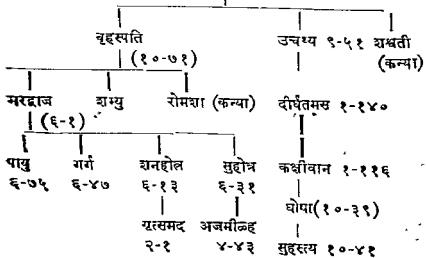 बृहस्पति उचथ्य ९-५१ शश्वती
(१०-७१) (कन्या)
भरद्वाज शम्यु रोमशा (कन्या) दीर्घतमस १-१४०
(६-१)
पायु गर्ग शनहोत्र सुहोत्र कक्षीवान १-११६
६-७५ ६-४७ ६-१३ ६-३१
घोषा(१०-३९)
गृत्समद अजमीळ्ह
२-१ ४-४३ सुहस्त्य १०-४१